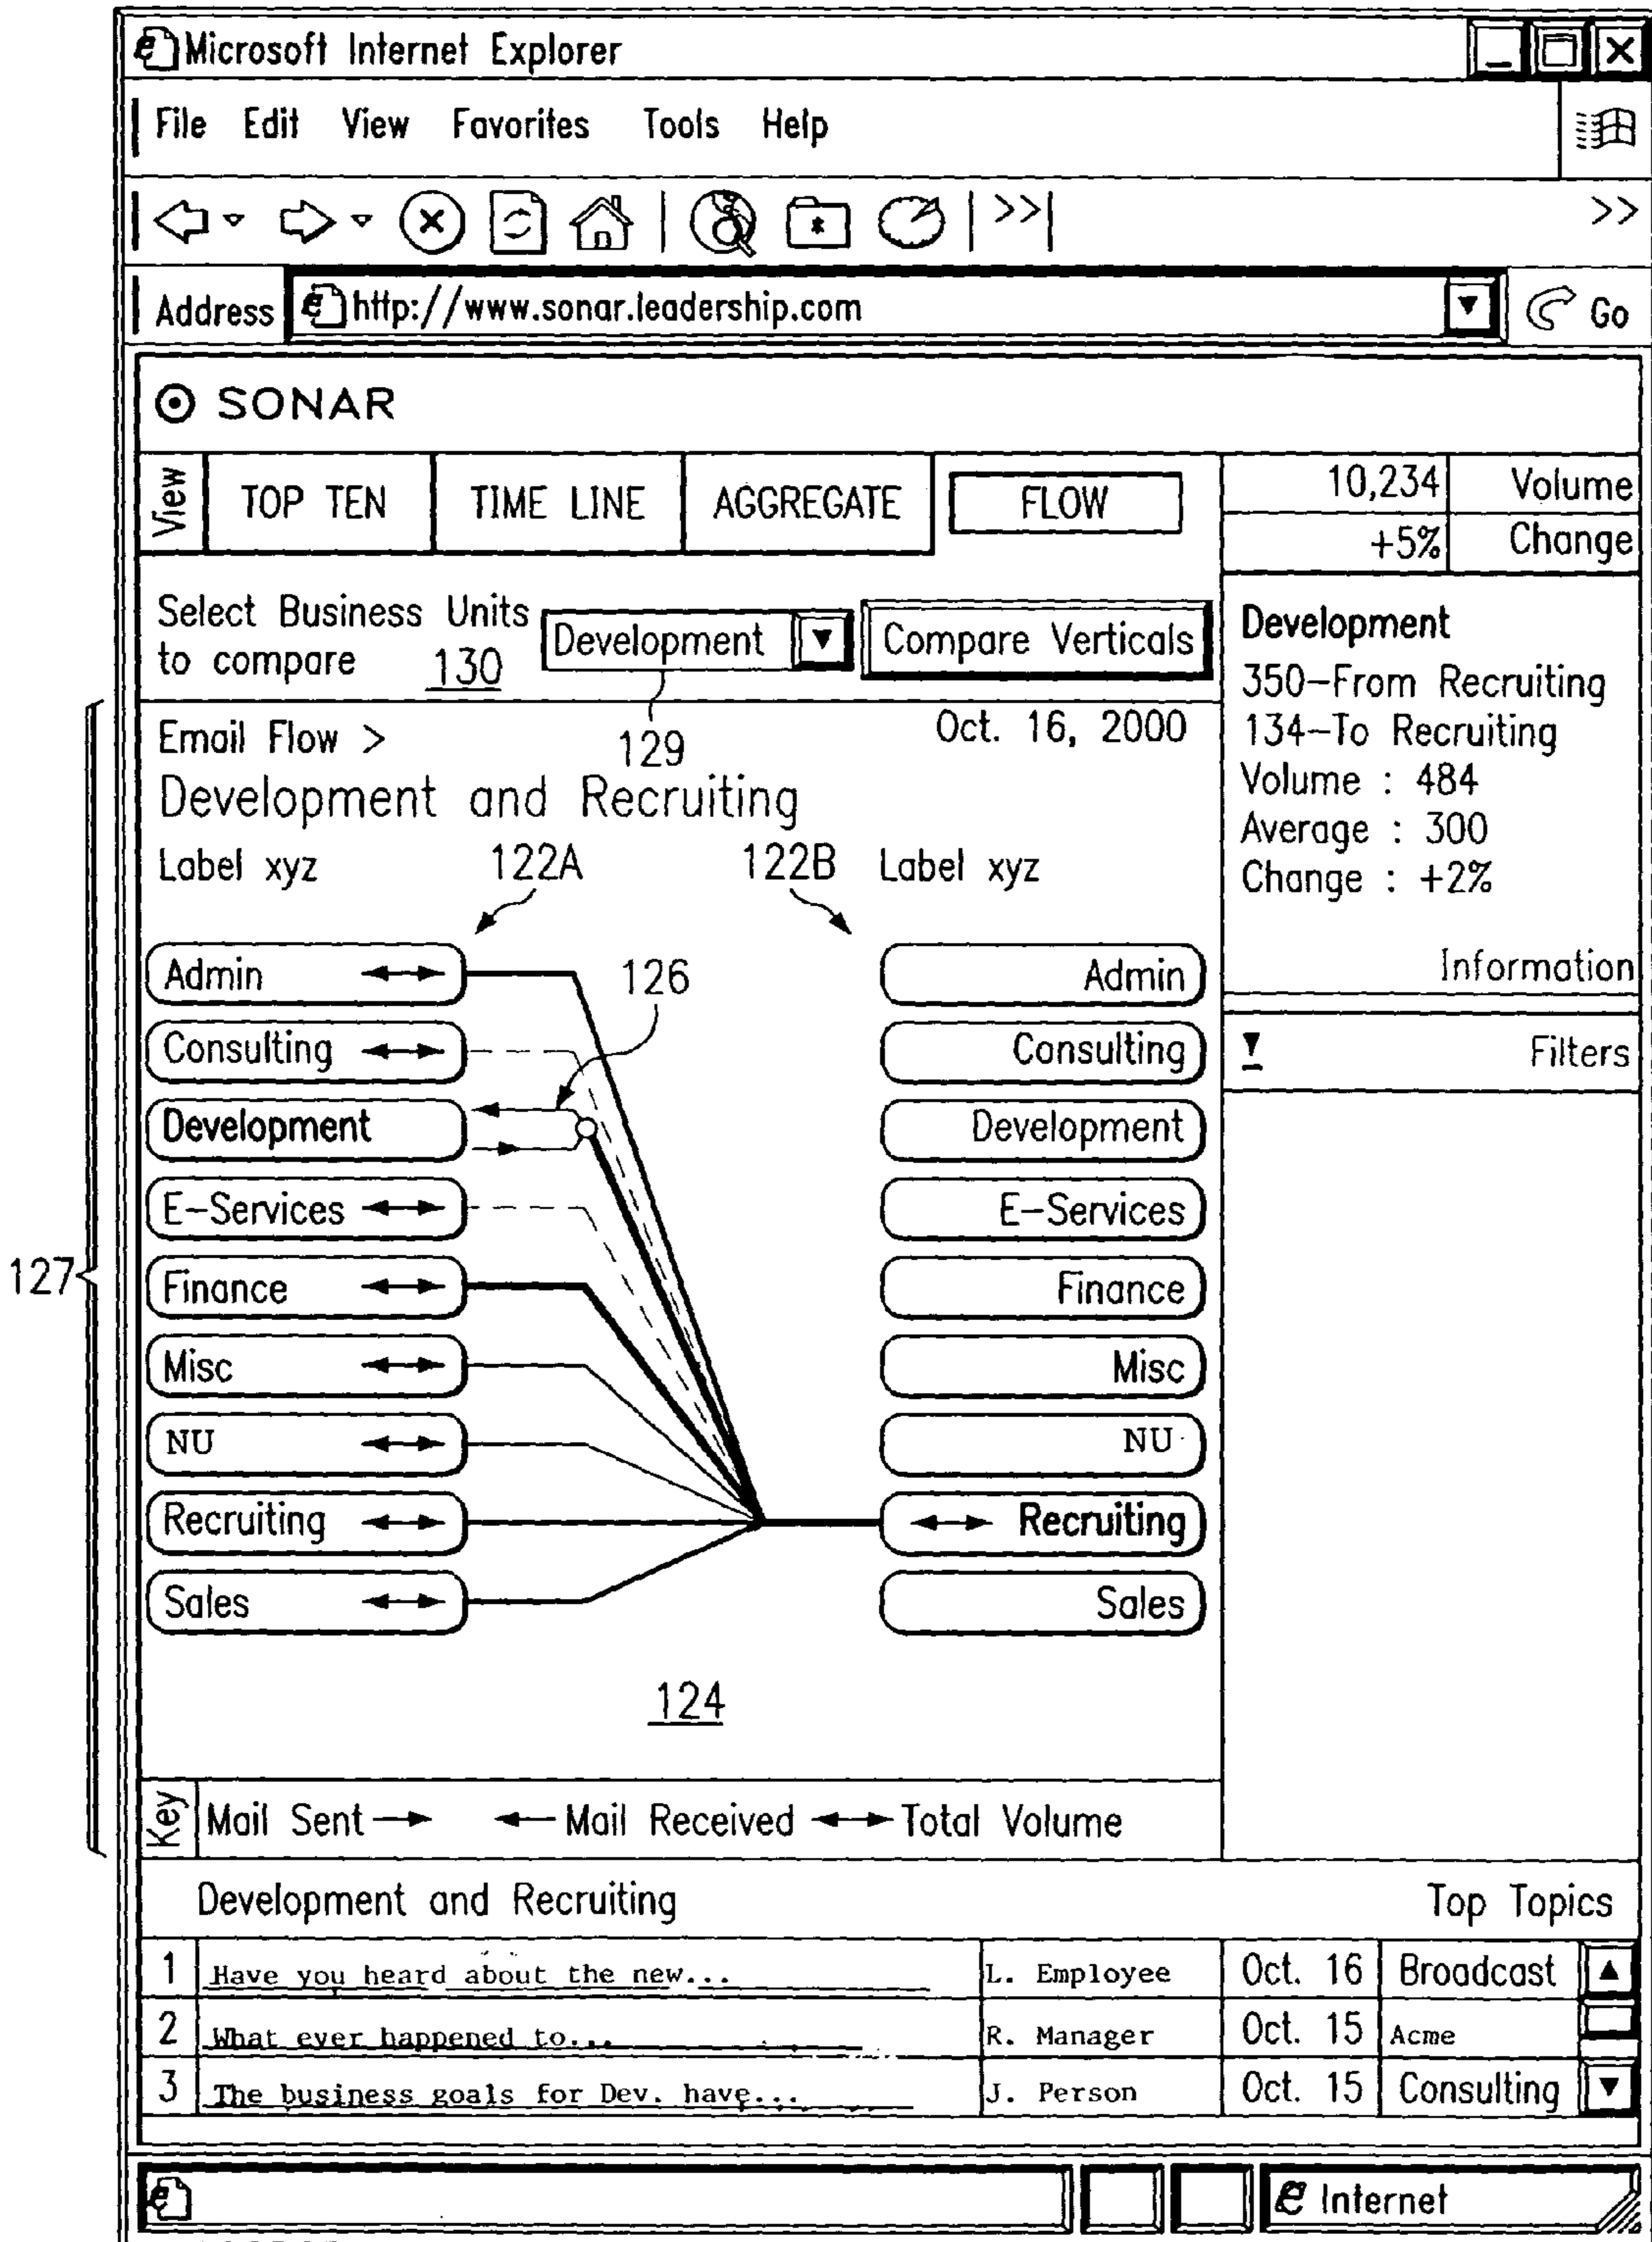 Microsoft Internet Explorer
File Edit View Favorites Tools Help
>> >>
Address http://www.sonar.leadership.com Go
SONAR
View TOP TEN TIME LINE AGGREGATE FLOW
10,234 Volume
+5% Change
Select Business Units
to compare 130 Development Compare Verticals
129
Email Flow > Oct. 16, 2000
Development and Recruiting
Label xyz 122A 122B Label xyz
Development
350-From Recruiting
134-To Recruiting
Volume : 484
Average : 300
Change : +2%
Information
Filters
126
127
Admin Admin
Consulting Consulting
Development Development
E-Services E-Services
Finance Finance
Misc Misc
NU NU
Recruiting Recruiting
Sales Sales
124
Key Mail Sent → ← Mail Received ↔ Total Volume
Development and Recruiting Top Topics
1 Have you heard about the new... L. Employee Oct. 16 Broadcast
2 What ever happened to... R. Manager Oct. 15 Acme
3 The business goals for Dev. have... J. Person Oct. 15 Consulting
Internet